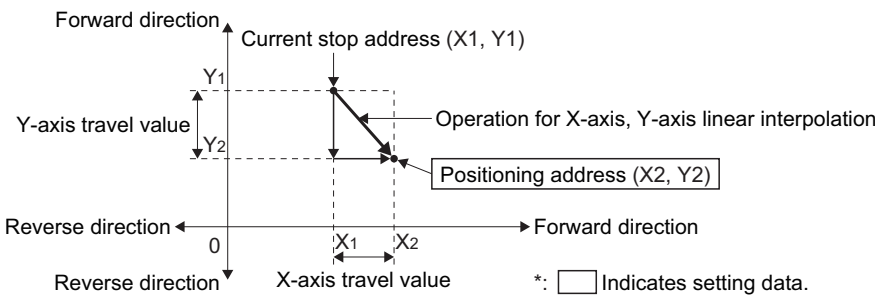 Forward direction
Current stop address (X1, Y1)
Y1
Y-axis travel value
Operation for X-axis, Y-axis linear interpolation
Y2
Positioning address (X2, Y2)
Reverse direction
Forward direction
0
X1
X2
Reverse direction
X-axis travel value
*: Indicates setting data.